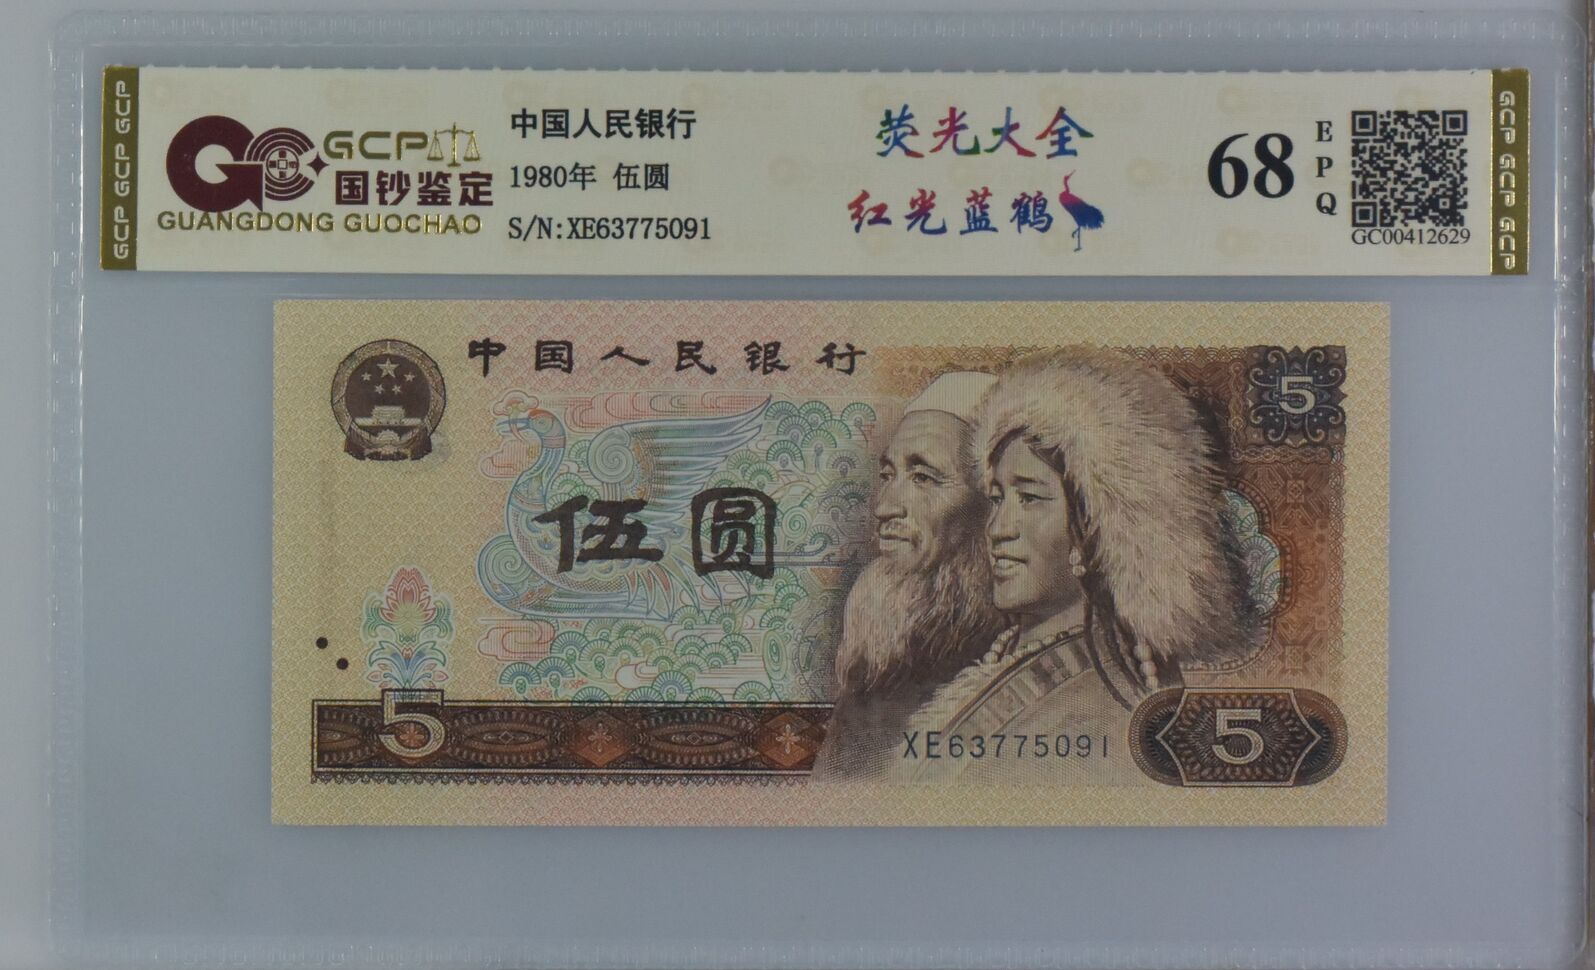 GCP GCP GCP
GCP
国钞鉴定
GUANGDONG GUOCHAO
中国人民银行
1980年 伍圆
S/N:XE63775091
荧光大全
红光蓝鹤
68
EPQ
GC00412629
GCP GCP GCP
中国人民银行
5
伍圆
5
XE63775091
5